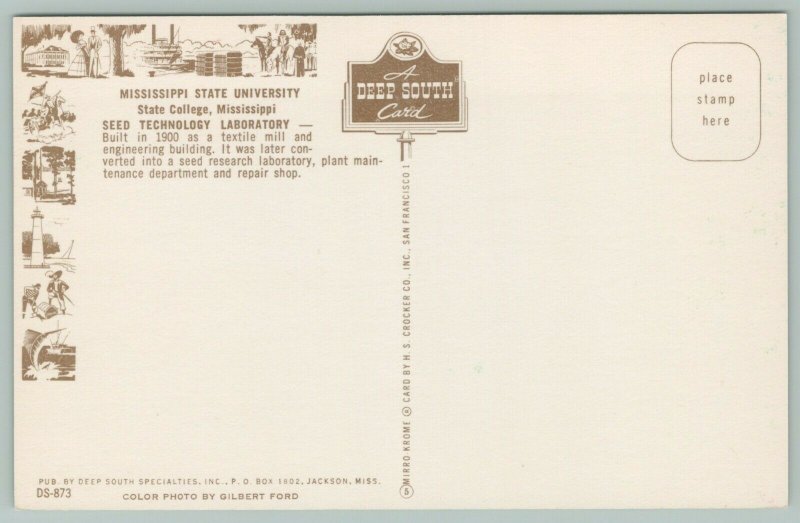 MISSISSIPPI STATE UNIVERSITY
State College, Mississippi
SEED TECHNOLOGY LABORATORY —
Built in 1900 as a textile mill and
engineering building. It was later con-
verted into a seed research laboratory, plant main-
tenance department and repair shop.
A
DEEP SOUTH
Card
place
stamp
here
MIRRO-KROME ® CARD BY H. S. CROCKER CO., INC., SAN FRANCISCO 1
5
PUB. BY DEEP SOUTH SPECIALTIES, INC., P. O. BOX 1802, JACKSON, MISS.
DS-873
COLOR PHOTO BY GILBERT FORD